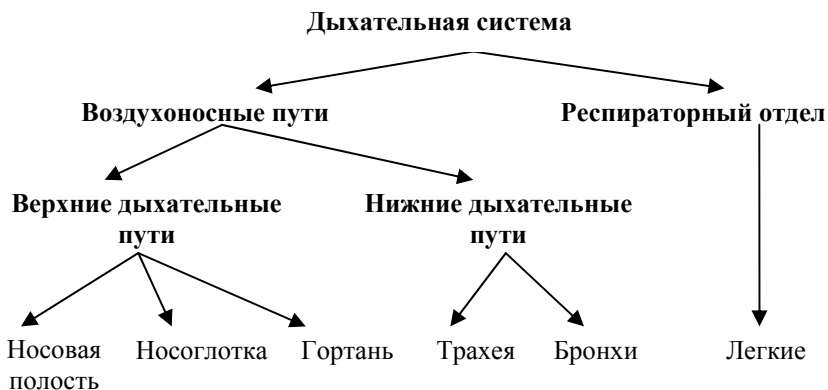 Дыхательная система
Воздухоносные пути
Респираторный отдел
Верхние дыхательные
пути
Нижние дыхательные
пути
Носовая
полость
Носоглотка
Гортань
Трахея
Бронхи
Легкие